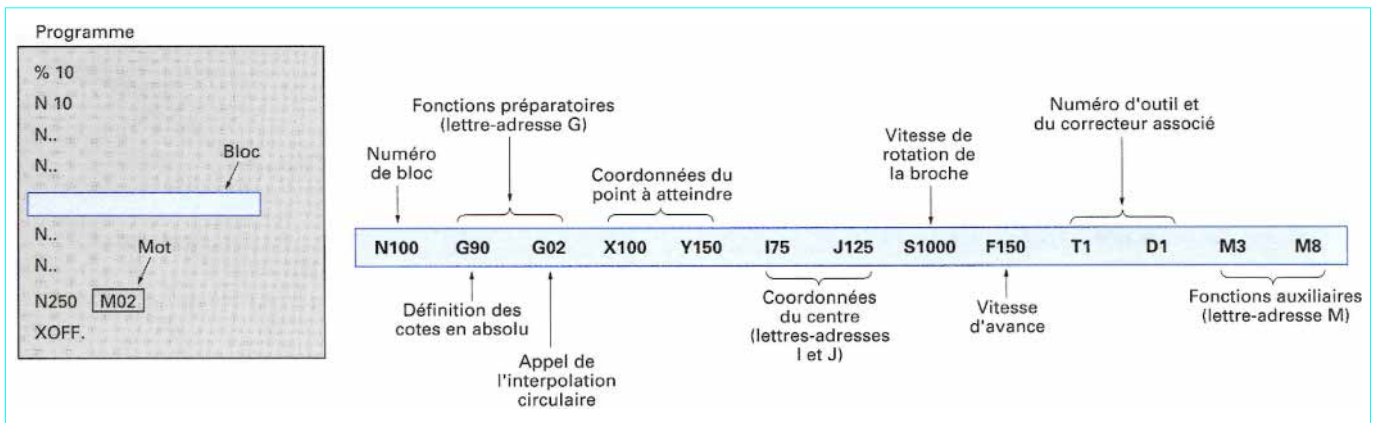 Programme
% 10
N 10
N..
N..
Bloc
N..
N..
Mot
N250 M02
XOFF.
Numéro
de bloc
Fonctions préparatoires
(lettre-adresse G)
Coordonnées du
point à atteindre
Vitesse de
rotation de
la broche
Numéro d'outil et
du correcteur associé
N100 G90 G02 X100 Y150 I75 J125 S1000 F150 T1 D1 M3 M8
Définition des
cotes en absolu
Appel de
l'interpolation
circulaire
Coordonnées
du centre
(lettres-adresses
I et J)
Vitesse
d'avance
Fonctions auxiliaires
(lettre-adresse M)